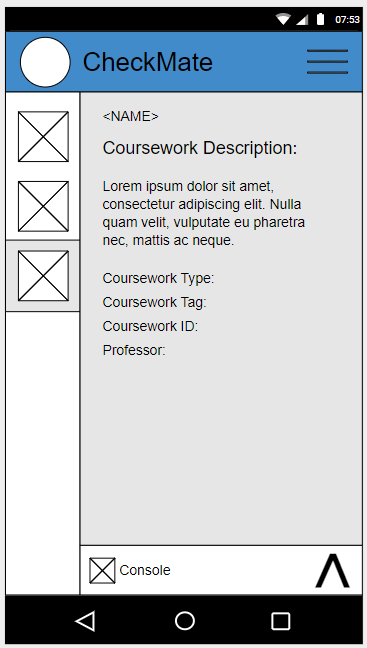 07:53
CheckMate
<NAME>
Coursework Description:
Lorem ipsum dolor sit amet,
consectetur adipiscing elit. Nulla
quam velit, vulputate eu pharetra
nec, mattis ac neque.
Coursework Type:
Coursework Tag:
Coursework ID:
Professor:
Console